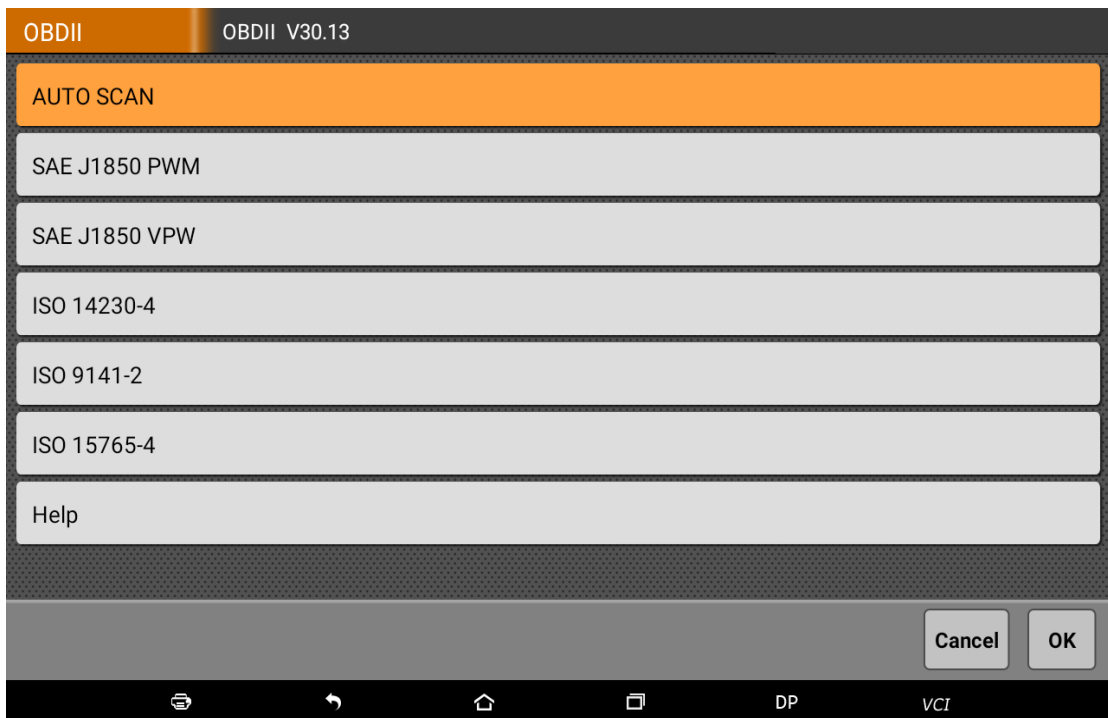 OBDII OBDII V30.13
AUTO SCAN
SAE J1850 PWM
SAE J1850 VPW
ISO 14230-4
ISO 9141-2
ISO 15765-4
Help
Cancel OK
DP VCI